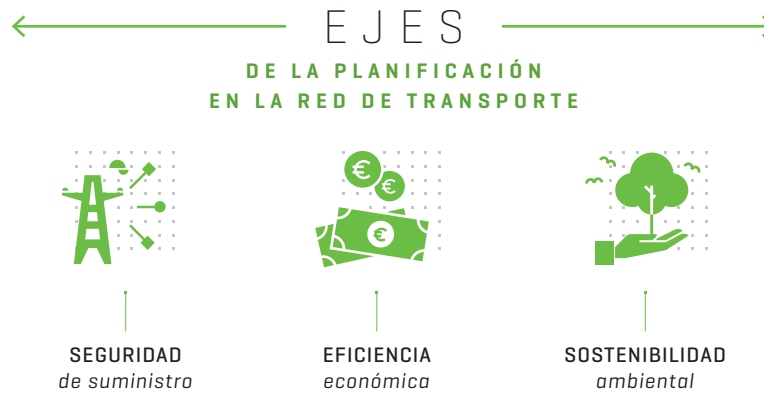 EJES
DE LA PLANIFICACIÓN
EN LA RED DE TRANSPORTE
€
€
€
SEGURIDAD
de suministro
EFICIENCIA
económica
SOSTENIBILIDAD
ambiental